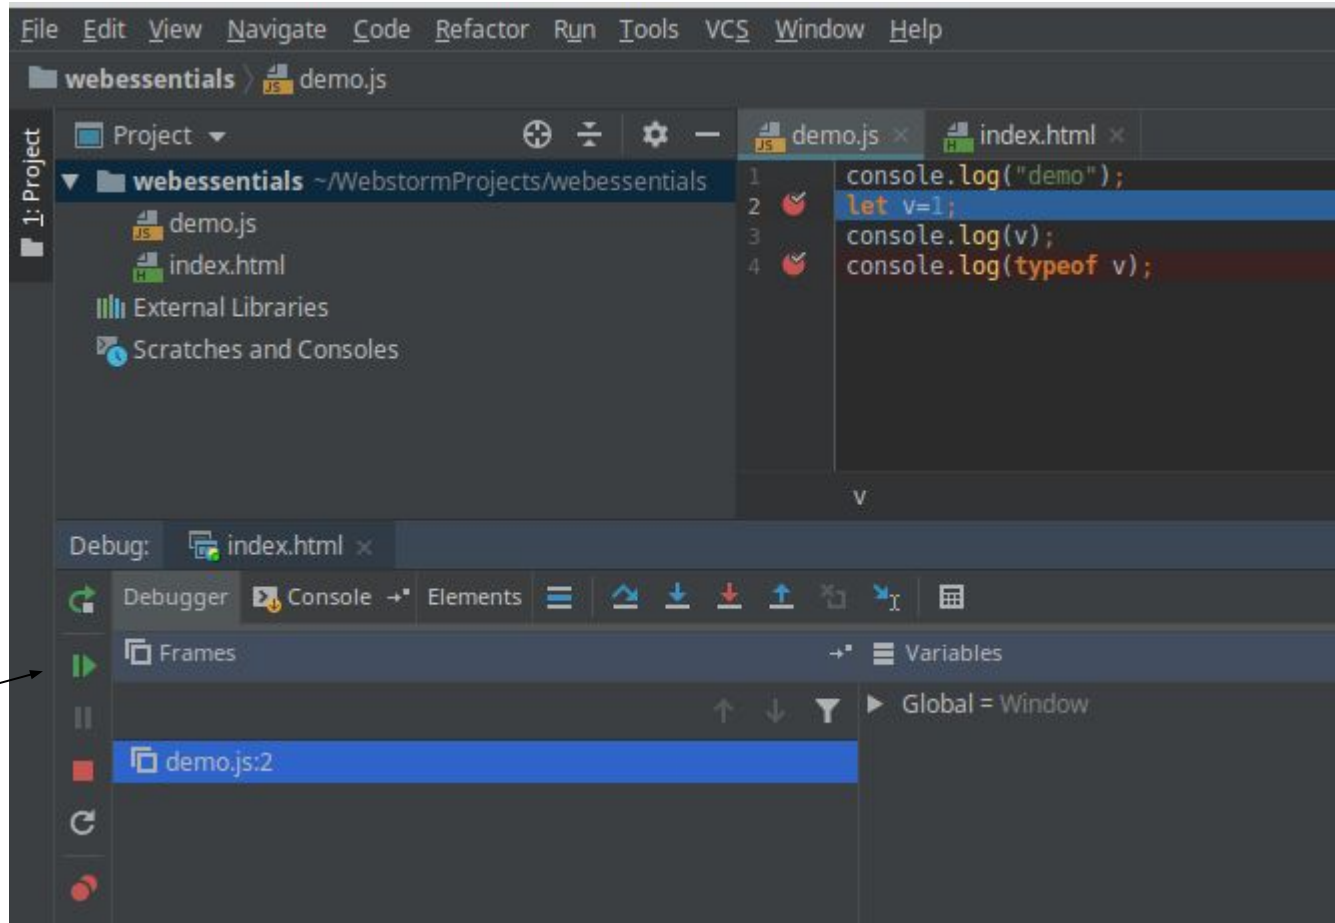 File Edit View Navigate Code Refactor Run Tools VCS Window Help
webessentials demo.js
1: Project
Project
webessentials ~/WebstormProjects/webessentials
demo.js
index.html
External Libraries
Scratches and Consoles
demo.js index.html
1 console.log("demo");
2 let v=1;
3 console.log(v);
4 console.log(typeof v);
v
Debug: index.html
Debugger Console Elements
Frames
Variables
Global = Window
demo.js:2